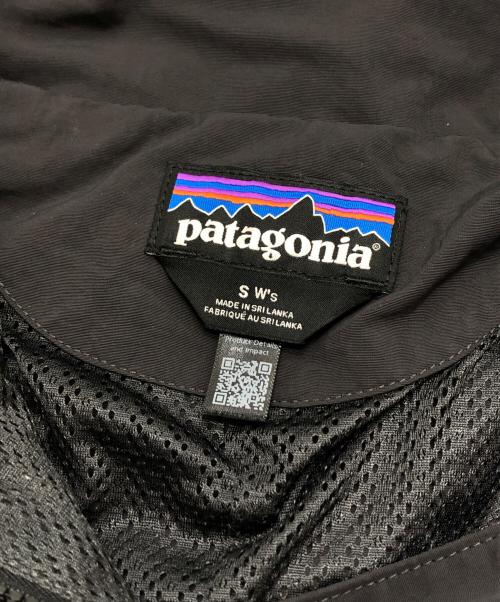 patagonia®
S W's
MADE IN SRI LANKA
FABRIQUÉ AU SRI LANKA
Product Details
and Impact